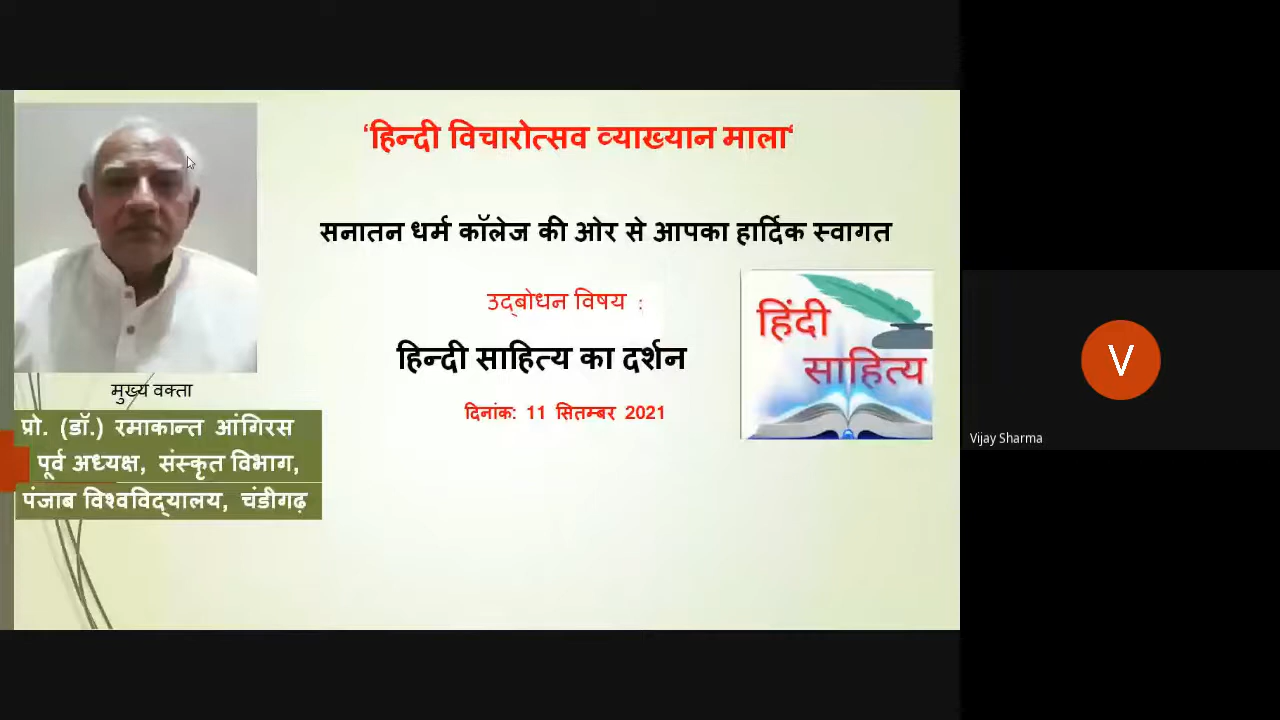 ‘हिन्दी विचारोत्सव व्याख्यान माला‘
सनातन धर्म कॉलेज की ओर से आपका हार्दिक स्वागत
उद्बोधन विषय :
हिन्दी साहित्य का दर्शन
दिनांक: 11 सितम्बर 2021
हिंदी
साहित्य
मुख्य वक्ता
प्रो. (डॉ.) रमाकान्त आंगिरस
पूर्व अध्यक्ष, संस्कृत विभाग,
पंजाब विश्वविद्यालय, चंडीगढ़
V
Vijay Sharma